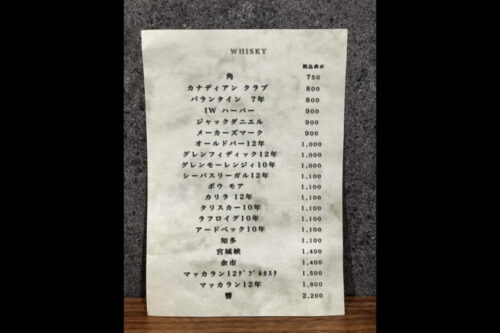 WHISKY
税込表示
角 750
カナディアン クラブ 800
バランタイン 7年 800
IW ハーパー 900
ジャックダニエル 900
メーカーズマーク 900
オールドパー12年 1,000
グレンフィディック12年 1,000
グレンモーレンジィ10年 1,000
シーバスリーガル12年 1,100
ボウ モア 1,100
カリラ 12年 1,100
タリスカー10年 1,100
ラフロイグ10年 1,100
アードベック10年 1,100
知多 1,100
宮城峡 1,400
余市 1,400
マッカラン12ダブルカスク 1,500
マッカラン12年 1,800
響 2,200